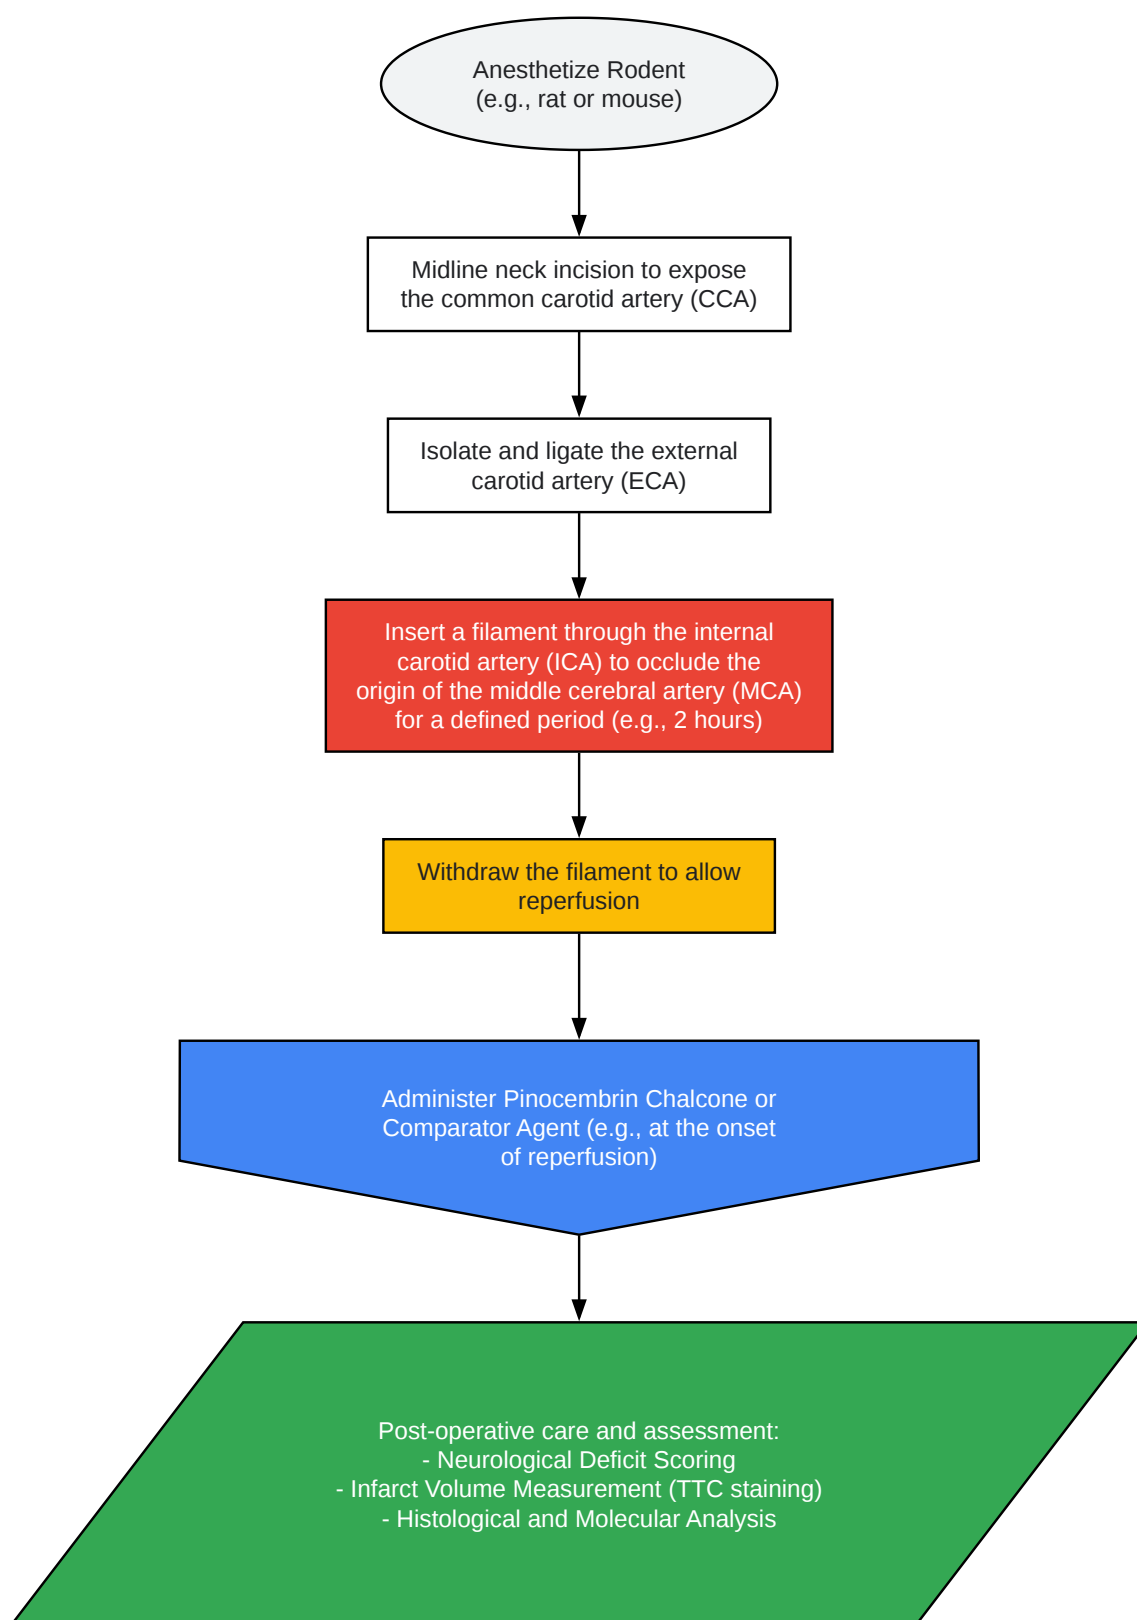 Anesthetize Rodent
(e.g., rat or mouse)
Midline neck incision to expose
the common carotid artery (CCA)
Isolate and ligate the external
carotid artery (ECA)
Insert a filament through the internal
carotid artery (ICA) to occlude the
origin of the middle cerebral artery (MCA)
for a defined period (e.g., 2 hours)
Withdraw the filament to allow
reperfusion
Administer Pinocembrin Chalcone or
Comparator Agent (e.g., at the onset
of reperfusion)
Post-operative care and assessment:
- Neurological Deficit Scoring
- Infarct Volume Measurement (TTC staining)
- Histological and Molecular Analysis